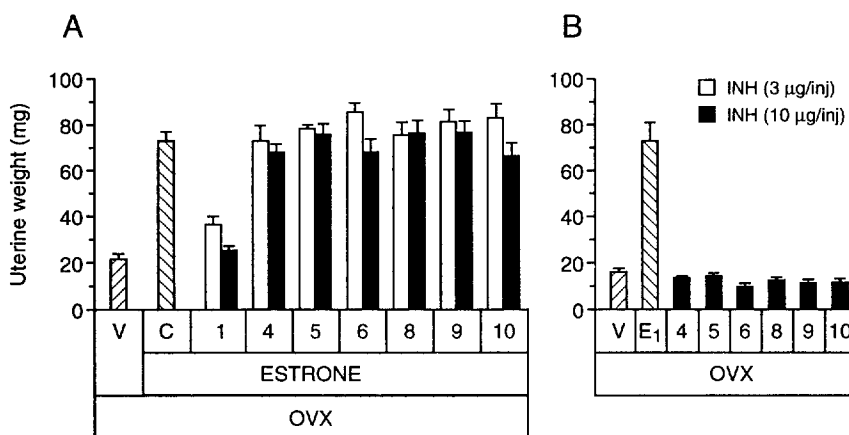 A
Uterine weight (mg)
100
80
60
40
20
0
V C 1 4 5 6 8 9 10
ESTRONE
OVX
B
100
80
60
40
20
0
INH (3 µg/inj)
INH (10 µg/inj)
V E1 4 5 6 8 9 10
OVX